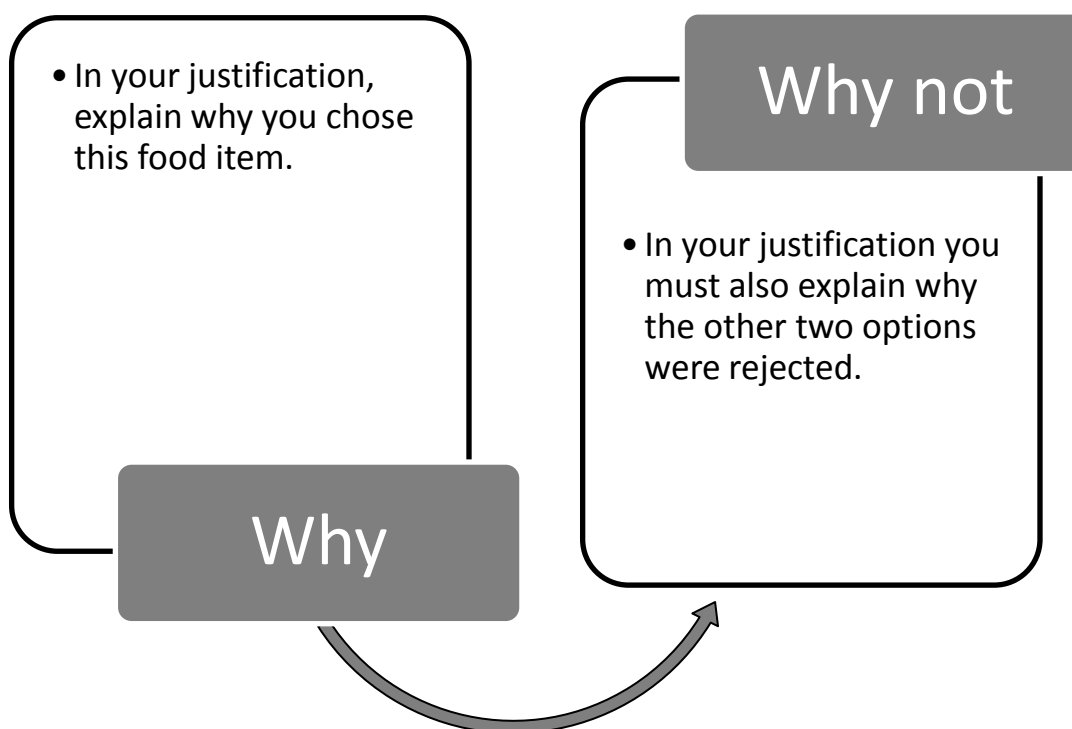 • In your justification,
explain why you chose
this food item.
Why
Why not
• In your justification you
must also explain why
the other two options
were rejected.